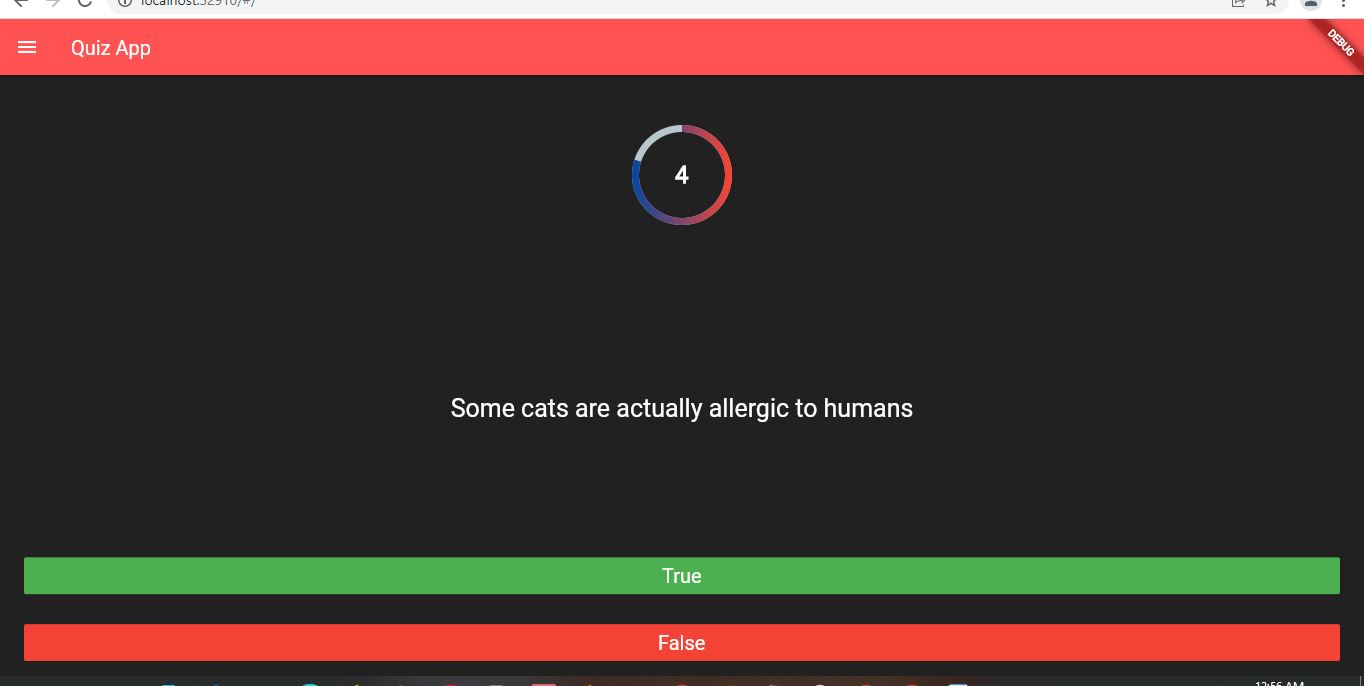 Quiz App
DEBUG
4
Some cats are actually allergic to humans
True
False